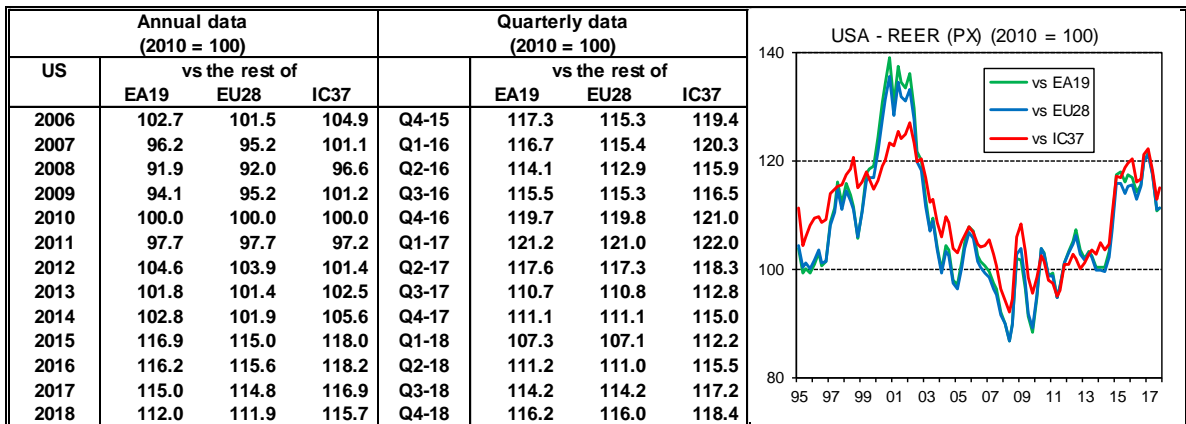 Annual data Quarterly data
(2010 = 100) (2010 = 100)
US vs the rest of vs the rest of
EA19 EU28 IC37 EA19 EU28 IC37
2006 102.7 101.5 104.9 Q4-15 117.3 115.3 119.4
2007 96.2 95.2 101.1 Q1-16 116.7 115.4 120.3
2008 91.9 92.0 96.6 Q2-16 114.1 112.9 115.9
2009 94.1 95.2 101.2 Q3-16 115.5 115.3 116.5
2010 100.0 100.0 100.0 Q4-16 119.7 119.8 121.0
2011 97.7 97.7 97.2 Q1-17 121.2 121.0 122.0
2012 104.6 103.9 101.4 Q2-17 117.6 117.3 118.3
2013 101.8 101.4 102.5 Q3-17 110.7 110.8 112.8
2014 102.8 101.9 105.6 Q4-17 111.1 111.1 115.0
2015 116.9 115.0 118.0 Q1-18 107.3 107.1 112.2
2016 116.2 115.6 118.2 Q2-18 111.2 111.0 115.5
2017 115.0 114.8 116.9 Q3-18 114.2 114.2 117.2
2018 112.0 111.9 115.7 Q4-18 116.2 116.0 118.4
USA - REER (PX) (2010 = 100)
140
vs EA19
vs EU28
vs IC37
120
100
80
95 97 99 01 03 05 07 09 11 13 15 17